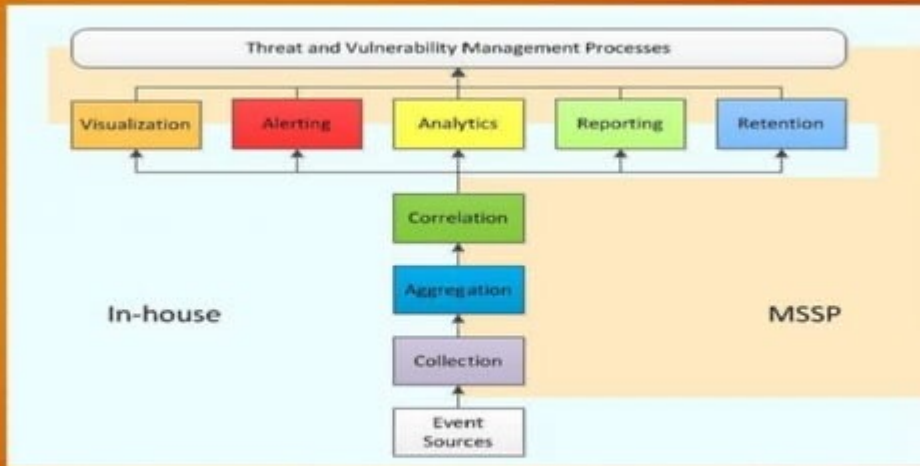 Threat and Vulnerability Management Processes
Visualization
Alerting
Analytics
Reporting
Retention
Correlation
Aggregation
In-house
MSSP
Collection
Event
Sources